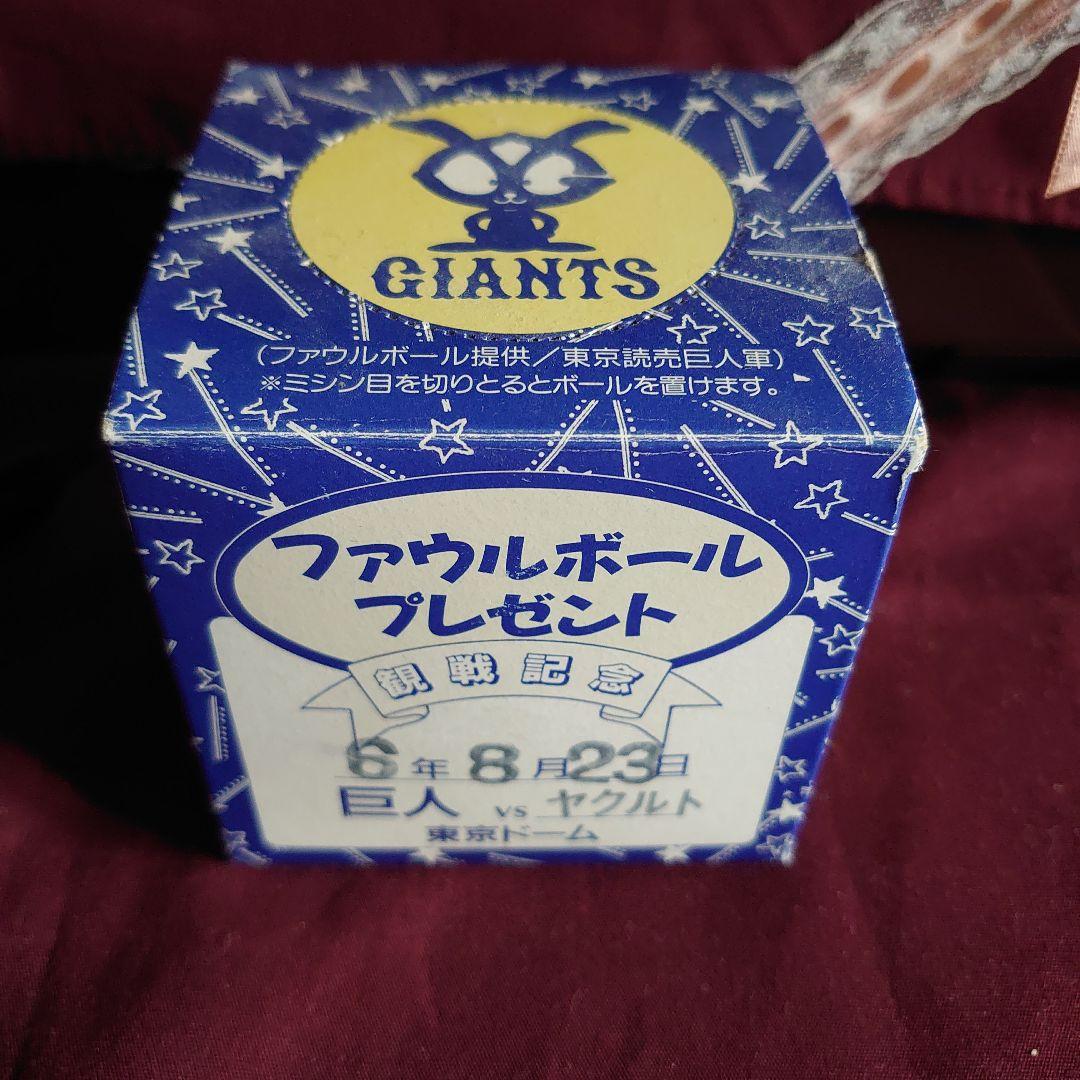 GIANTS
(ファウルボール提供/東京読売巨人軍)
※ミシン目を切りとるとボールを置けます。
ファウルボール
プレゼント
観戦記念
6年8月23日
巨人 vs ヤクルト
東京ドーム